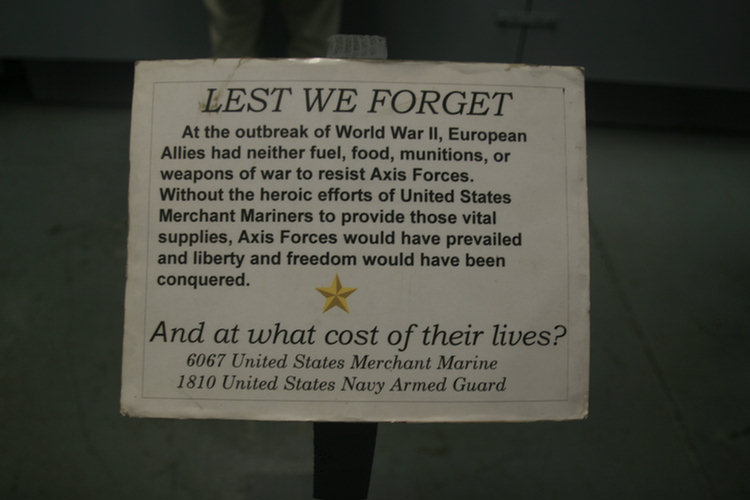 LEST WE FORGET
At the outbreak of World War II, European
Allies had neither fuel, food, munitions, or
weapons of war to resist Axis Forces.
Without the heroic efforts of United States
Merchant Mariners to provide those vital
supplies, Axis Forces would have prevailed
and liberty and freedom would have been
conquered.
And at what cost of their lives?
6067 United States Merchant Marine
1810 United States Navy Armed Guard